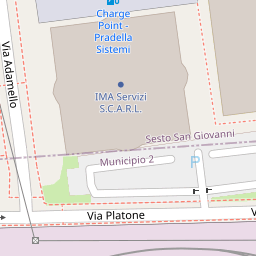 Charge
Point -
Pradella
Sistemi
Via Adamello
IMA Servizi
S.C.A.R.L.
Sesto San Giovanni
Municipio 2
P
Via Platone
V